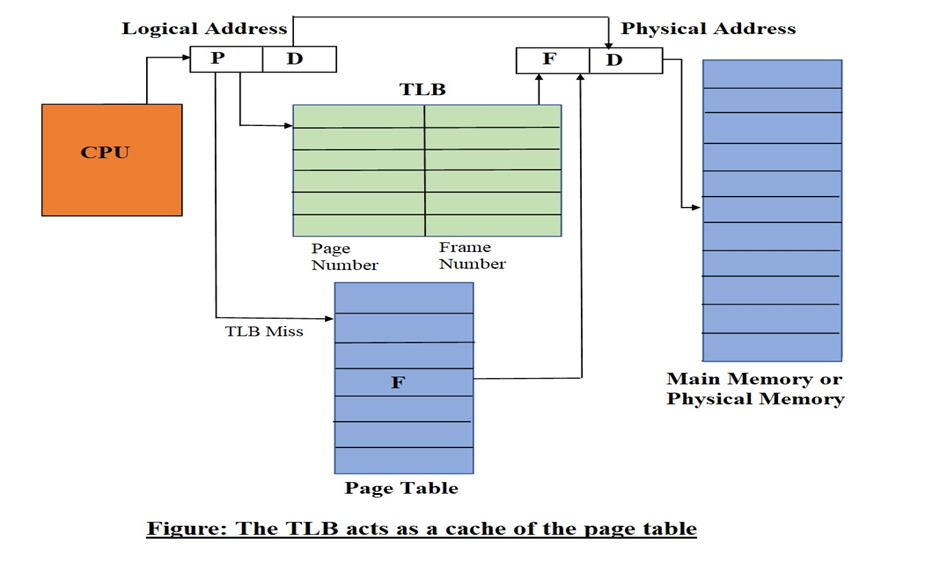 Logical Address
Physical Address
P D
F D
TLB
CPU
Page
Number
Frame
Number
TLB Miss
F
Main Memory or
Physical Memory
Page Table
Figure: The TLB acts as a cache of the page table